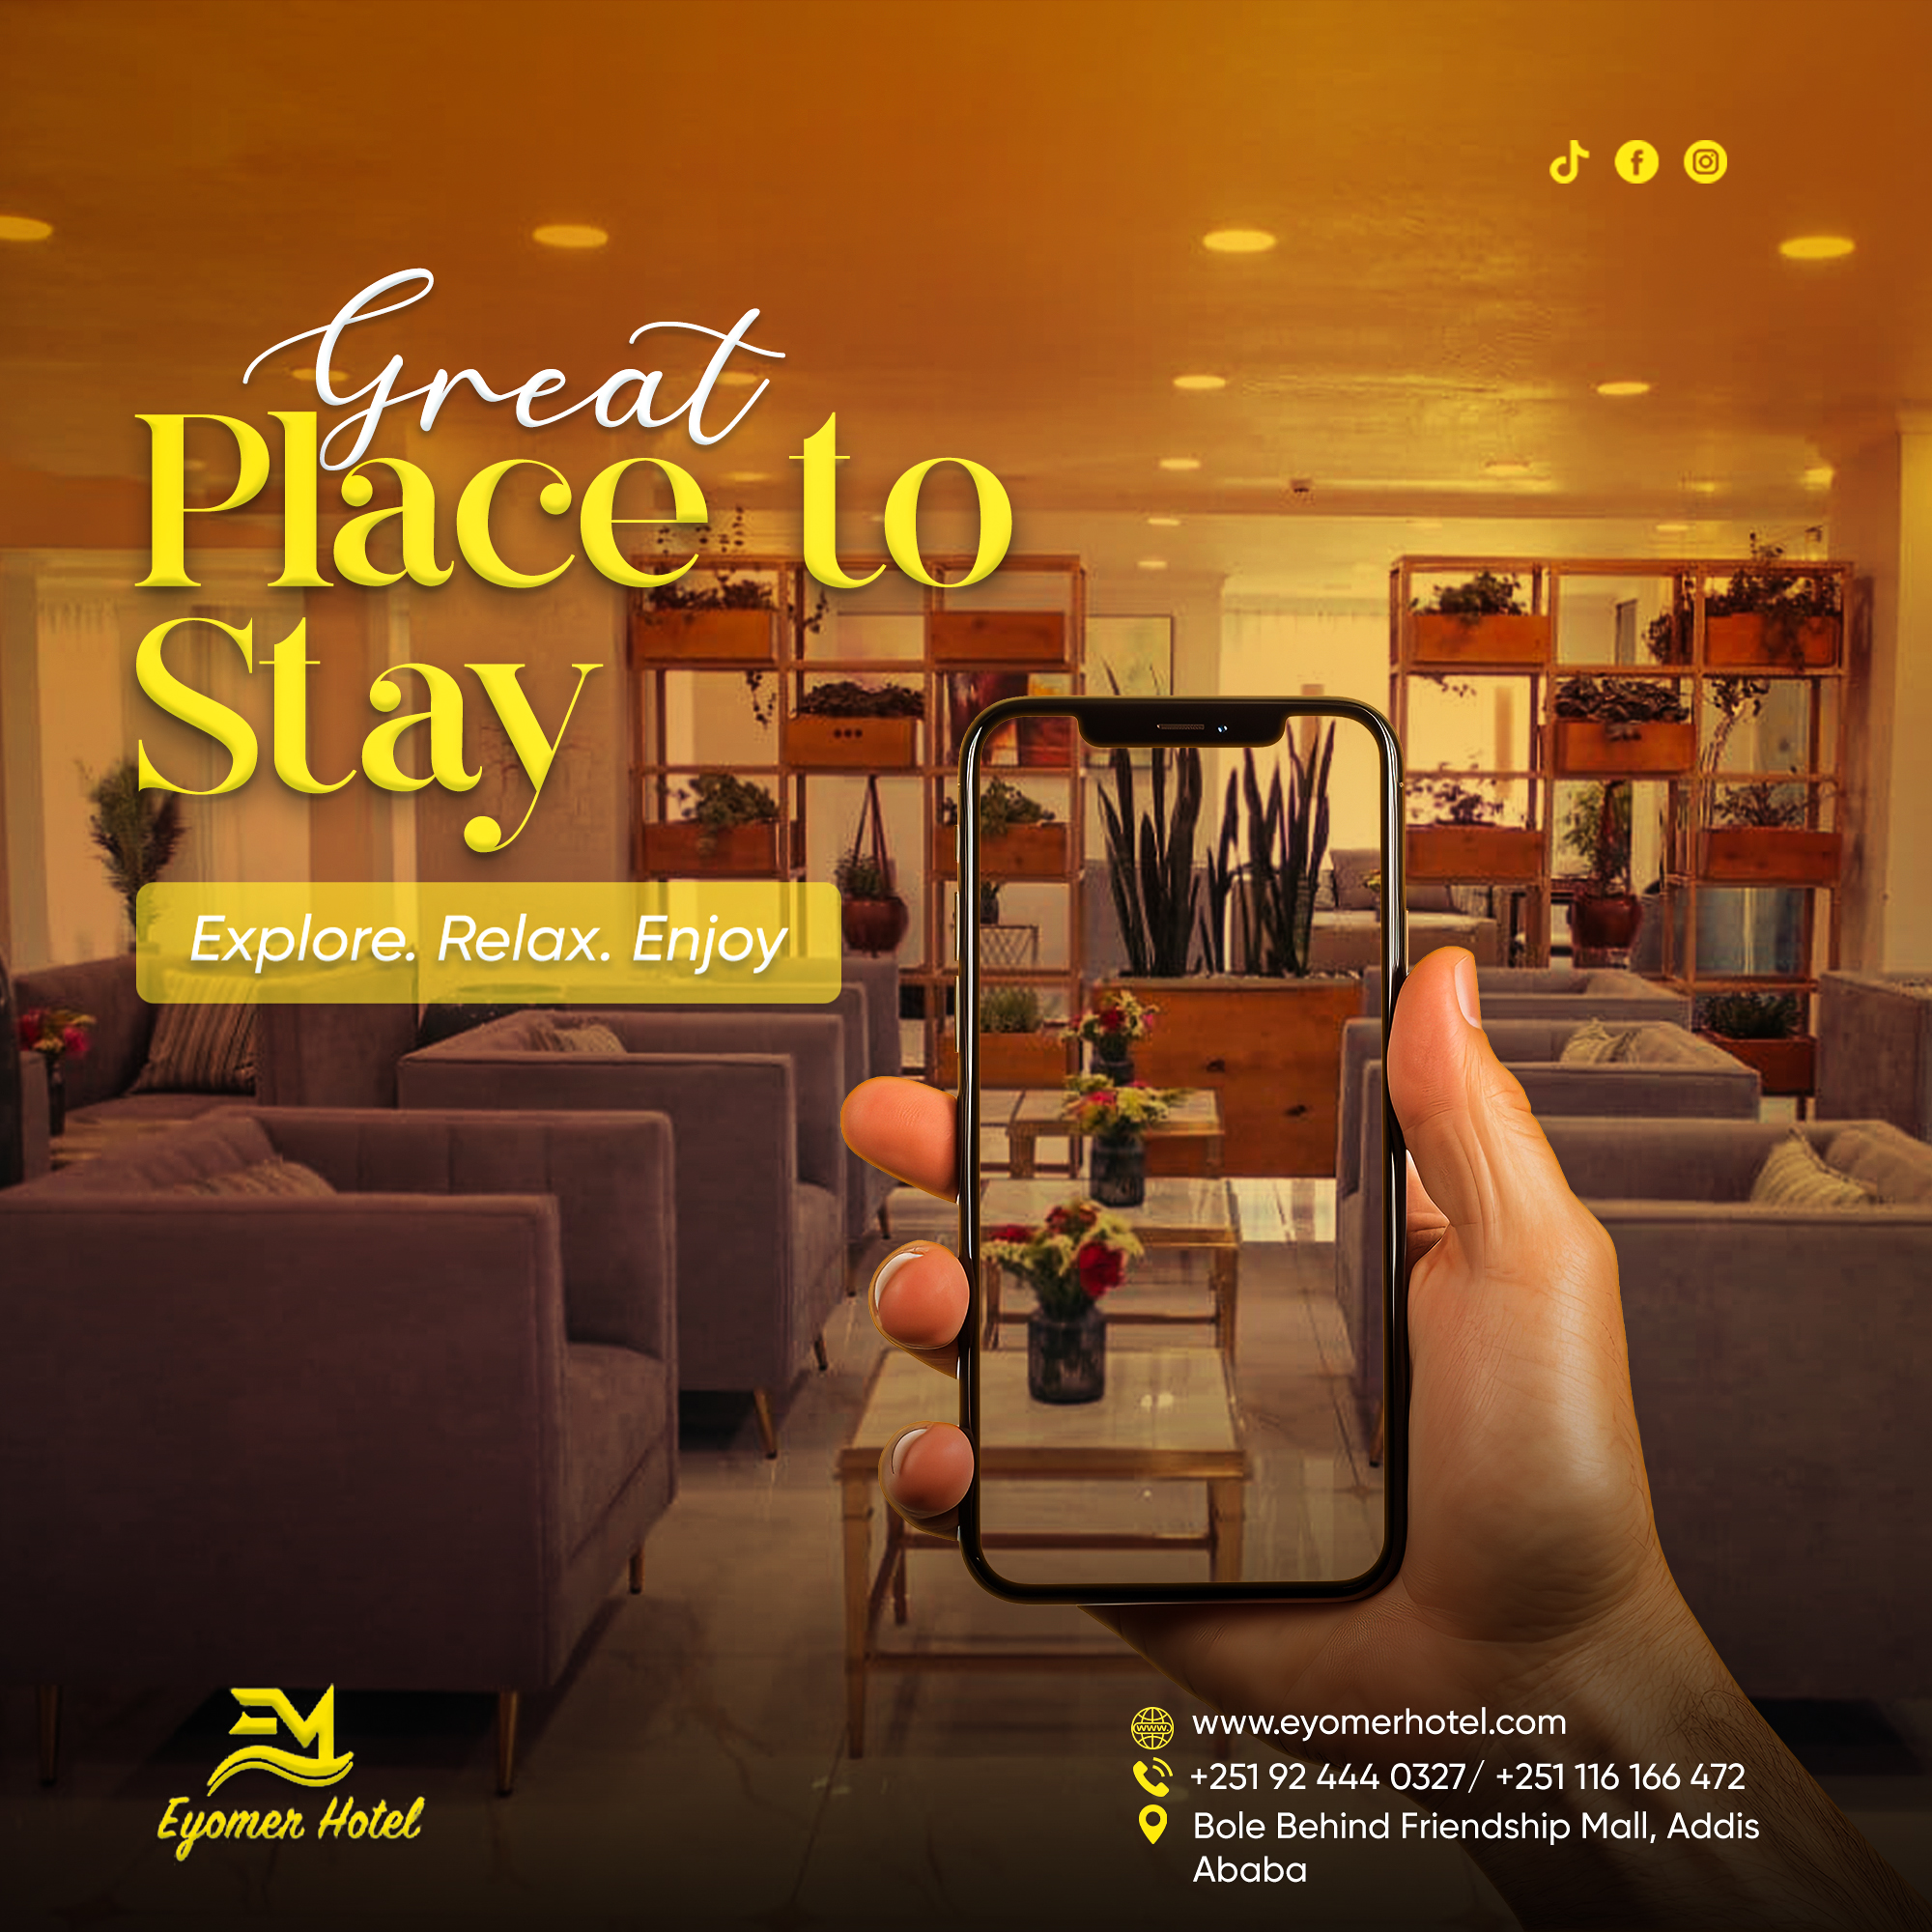 Great
Place to
Stay
Explore. Relax. Enjoy
EM
Eyomer Hotel
www.eyomerhotel.com
+251 92 444 0327/ +251 116 166 472
Bole Behind Friendship Mall, Addis
Ababa